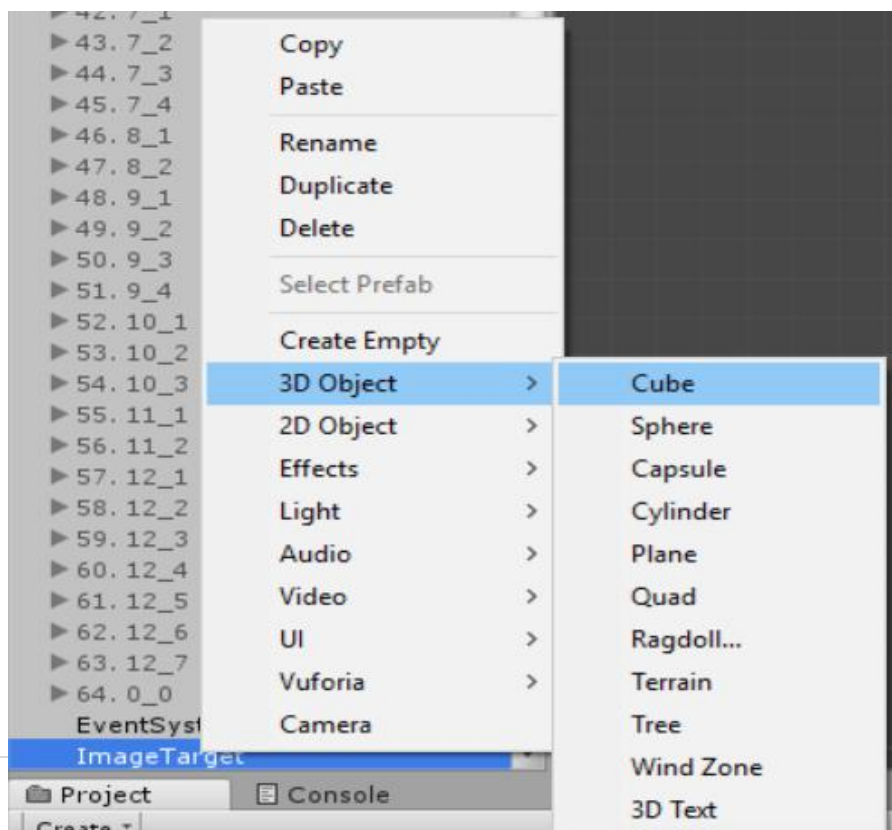 42. 7_1
43. 7_2
44. 7_3
45. 7_4
46. 8_1
47. 8_2
48. 9_1
49. 9_2
50. 9_3
51. 9_4
52. 10_1
53. 10_2
54. 10_3
55. 11_1
56. 11_2
57. 12_1
58. 12_2
59. 12_3
60. 12_4
61. 12_5
62. 12_6
63. 12_7
64. 0_0
EventSyst
ImageTarget
Project
Console
Create
Copy
Paste
Rename
Duplicate
Delete
Select Prefab
Create Empty
3D Object >
2D Object >
Effects >
Light >
Audio >
Video >
UI >
Vuforia >
Camera
Cube
Sphere
Capsule
Cylinder
Plane
Quad
Ragdoll...
Terrain
Tree
Wind Zone
3D Text